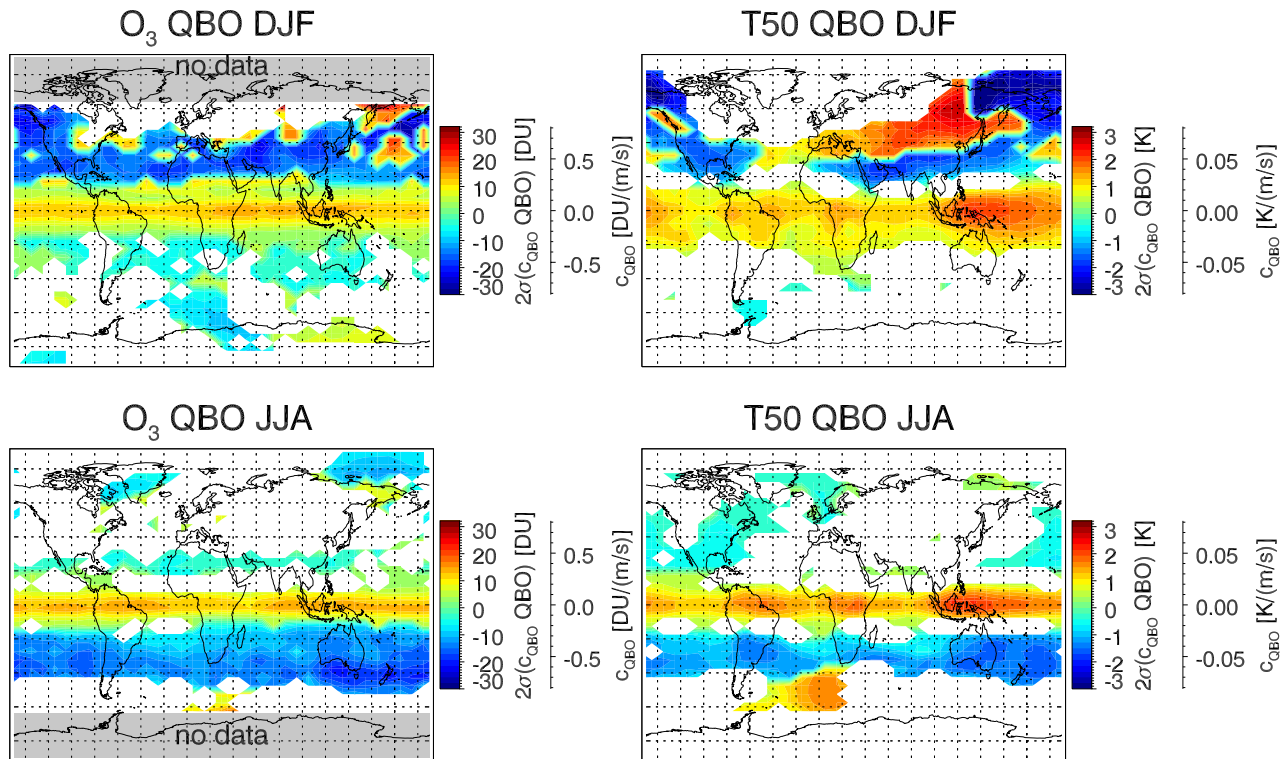 O3 QBO DJF
no data
30
20
10
0
-10
-20
-30
2σ(cQBO QBO) [DU]
0.5
0.0
-0.5
cQBO [DU/(m/s)]
T50 QBO DJF
3
2
1
0
-1
-2
-3
2σ(cQBO QBO) [K]
0.05
0.00
-0.05
cQBO [K/(m/s)]
O3 QBO JJA
no data
30
20
10
0
-10
-20
-30
2σ(cQBO QBO) [DU]
0.5
0.0
-0.5
cQBO [DU/(m/s)]
T50 QBO JJA
3
2
1
0
-1
-2
-3
2σ(cQBO QBO) [K]
0.05
0.00
-0.05
cQBO [K/(m/s)]